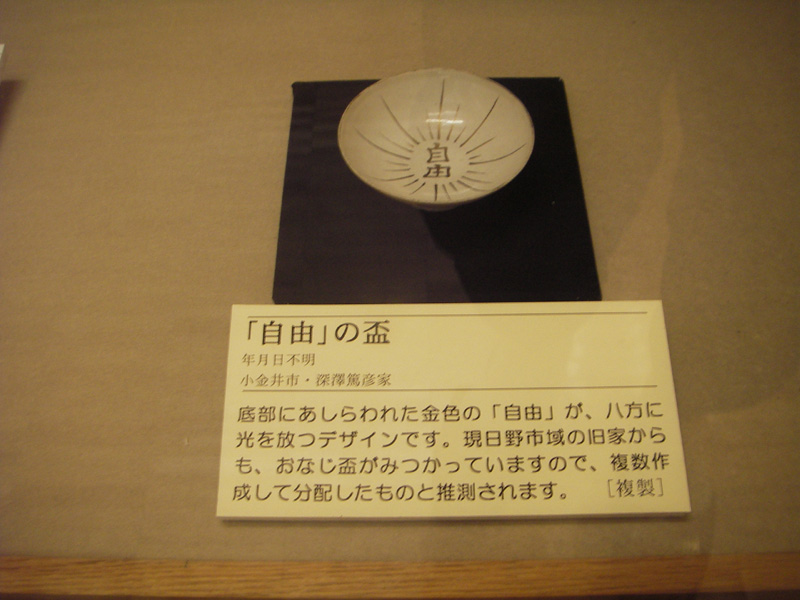 自由
「自由」の盃
年月日不明
小金井市・深澤篤彦家
底部にあしらわれた金色の「自由」が、八方に
光を放つデザインです。現日野市域の旧家から
も、おなじ盃がみつかっていますので、複数作
成して分配したものと推測されます。 [複製]